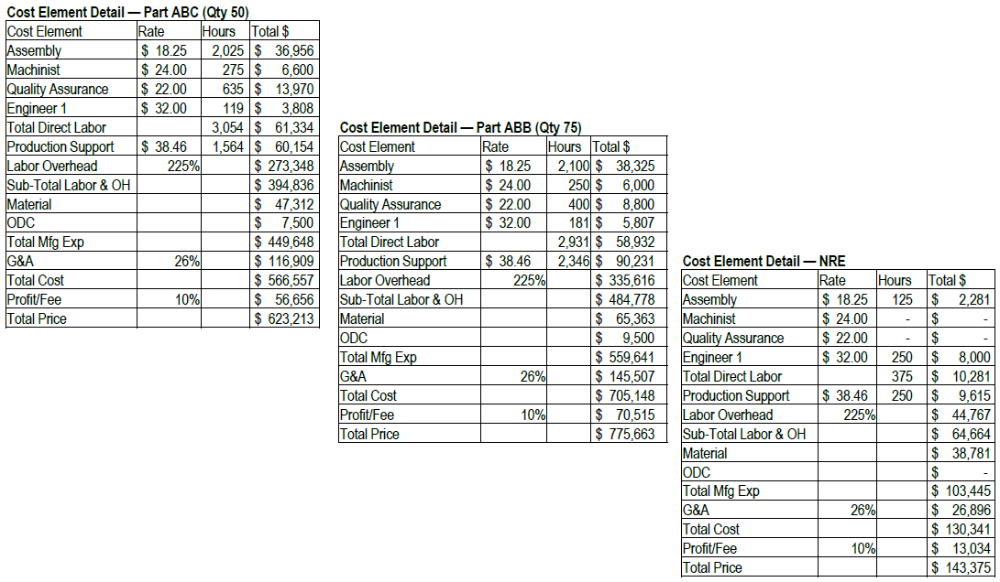 Cost Element Detail — Part ABC (Qty 50)
Cost Element Rate Hours Total $
Assembly $ 18.25 2,025 $ 36,956
Machinist $ 24.00 275 $ 6,600
Quality Assurance $ 22.00 635 $ 13,970
Engineer 1 $ 32.00 119 $ 3,808
Total Direct Labor 3,054 $ 61,334
Production Support $ 38.46 1,564 $ 60,154
Labor Overhead 225% $ 273,348
Sub-Total Labor & OH $ 394,836
Material $ 47,312
ODC $ 7,500
Total Mfg Exp $ 449,648
G&A 26% $ 116,909
Total Cost $ 566,557
Profit/Fee 10% $ 56,656
Total Price $ 623,213
Cost Element Detail — Part ABB (Qty 75)
Cost Element Rate Hours Total $
Assembly $ 18.25 2,100 $ 38,325
Machinist $ 24.00 250 $ 6,000
Quality Assurance $ 22.00 400 $ 8,800
Engineer 1 $ 32.00 181 $ 5,807
Total Direct Labor 2,931 $ 58,932
Production Support $ 38.46 2,346 $ 90,231
Labor Overhead 225% $ 335,616
Sub-Total Labor & OH $ 484,778
Material $ 65,363
ODC $ 9,500
Total Mfg Exp $ 559,641
G&A 26% $ 145,507
Total Cost $ 705,148
Profit/Fee 10% $ 70,515
Total Price $ 775,663
Cost Element Detail — NRE
Cost Element Rate Hours Total $
Assembly $ 18.25 125 $ 2,281
Machinist $ 24.00 - $ -
Quality Assurance $ 22.00 - $ -
Engineer 1 $ 32.00 250 $ 8,000
Total Direct Labor 375 $ 10,281
Production Support $ 38.46 250 $ 9,615
Labor Overhead 225% $ 44,767
Sub-Total Labor & OH $ 64,664
Material $ 38,781
ODC $ -
Total Mfg Exp $ 103,445
G&A 26% $ 26,896
Total Cost $ 130,341
Profit/Fee 10% $ 13,034
Total Price $ 143,375